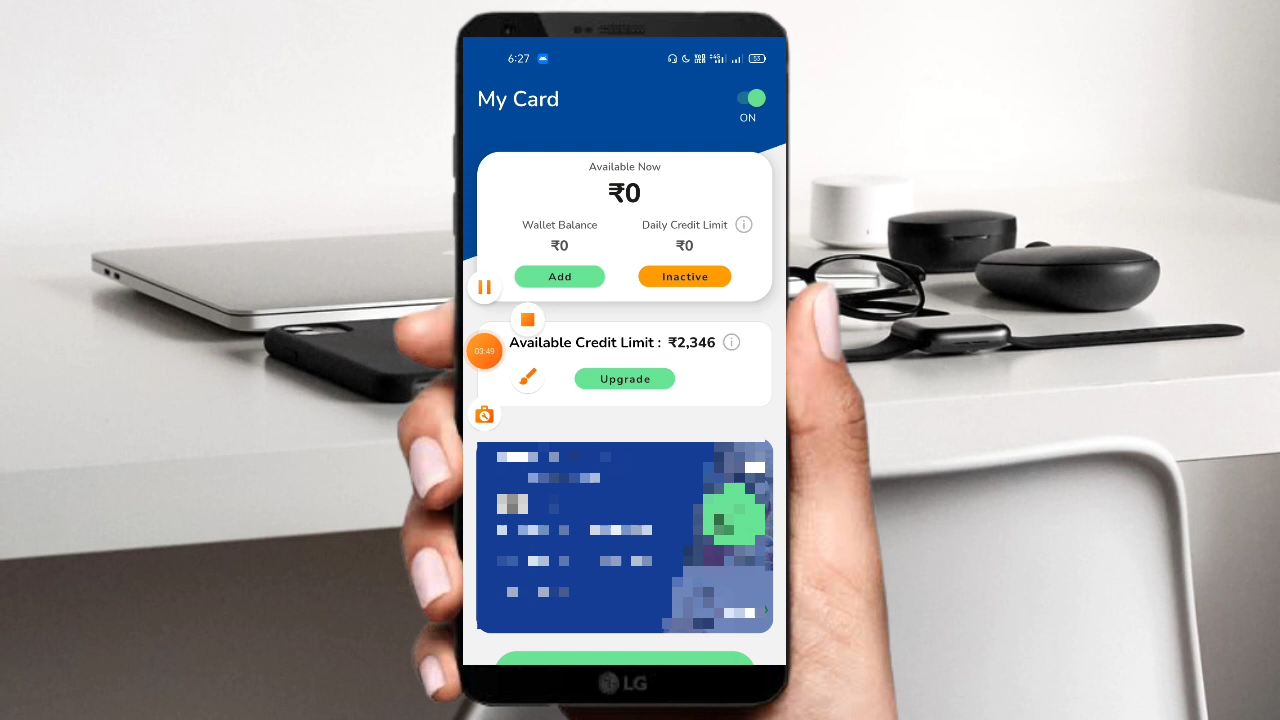 6:27
55
My Card
ON
Available Now
₹0
Wallet Balance
Daily Credit Limit
₹0
₹0
Add
Inactive
03:49
Available Credit Limit : ₹2,346
Upgrade
LG